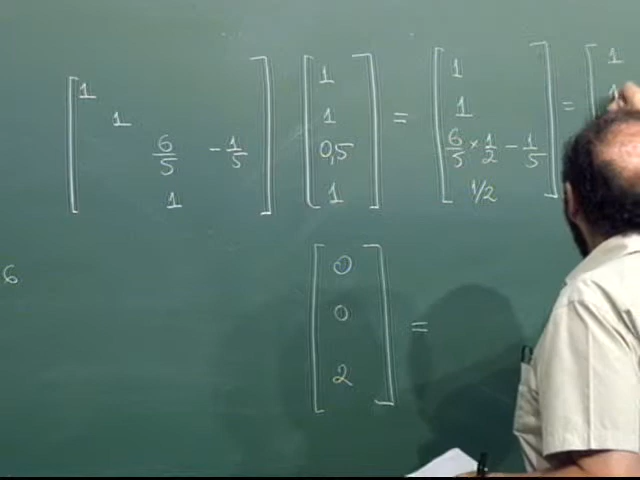 [1 ] [1] = [1] = [1
1 1 1 1
6/5 -1/5 0,5 6/5 × 1/2 - 1/5
1 1 1/2
6
[0
0 =
2]